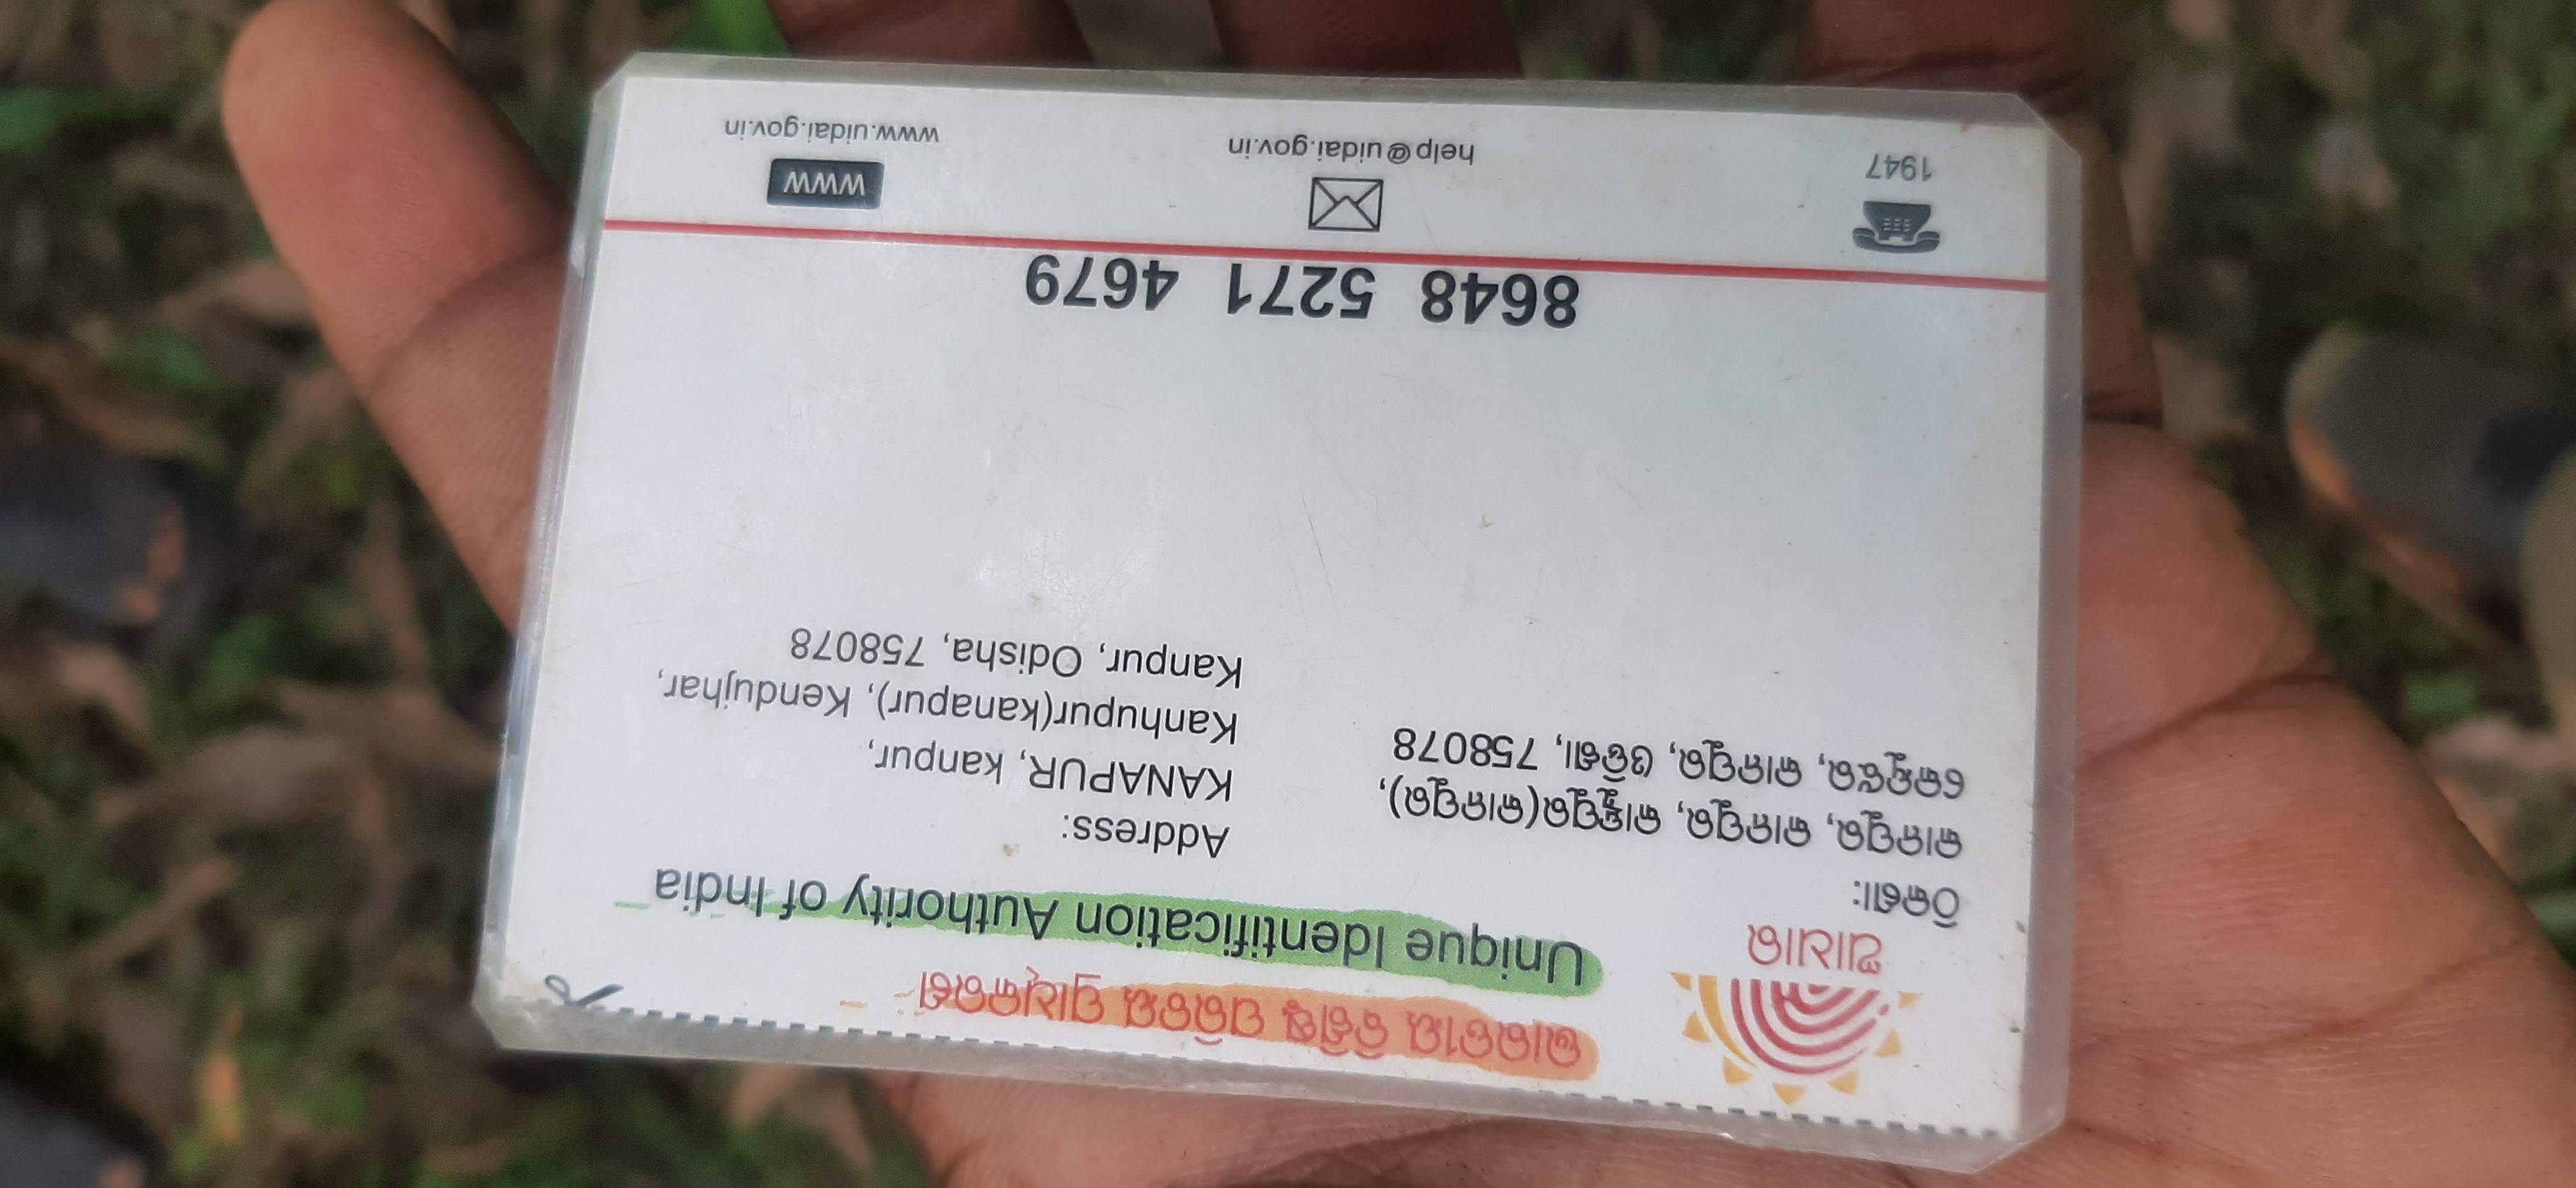 ଭାରତୀୟ ବିଶିଷ୍ଟ ପରିଚୟ ପ୍ରାଧିକରଣ
Unique Identification Authority of India
ଆଧାର
ଠିକଣା:
କାନପୁର, କାନପୁର, କାହ୍ନୁପୁର(କାନପୁର),
କେନ୍ଦୁଝର, କାନପୁର, ଓଡିଶା, 758078
Address:
KANAPUR, kanpur,
Kanhupur(kanapur), Kendujhar,
Kanpur, Odisha, 758078
8648 5271 4679
1947
help@uidai.gov.in
WWW
www.uidai.gov.in